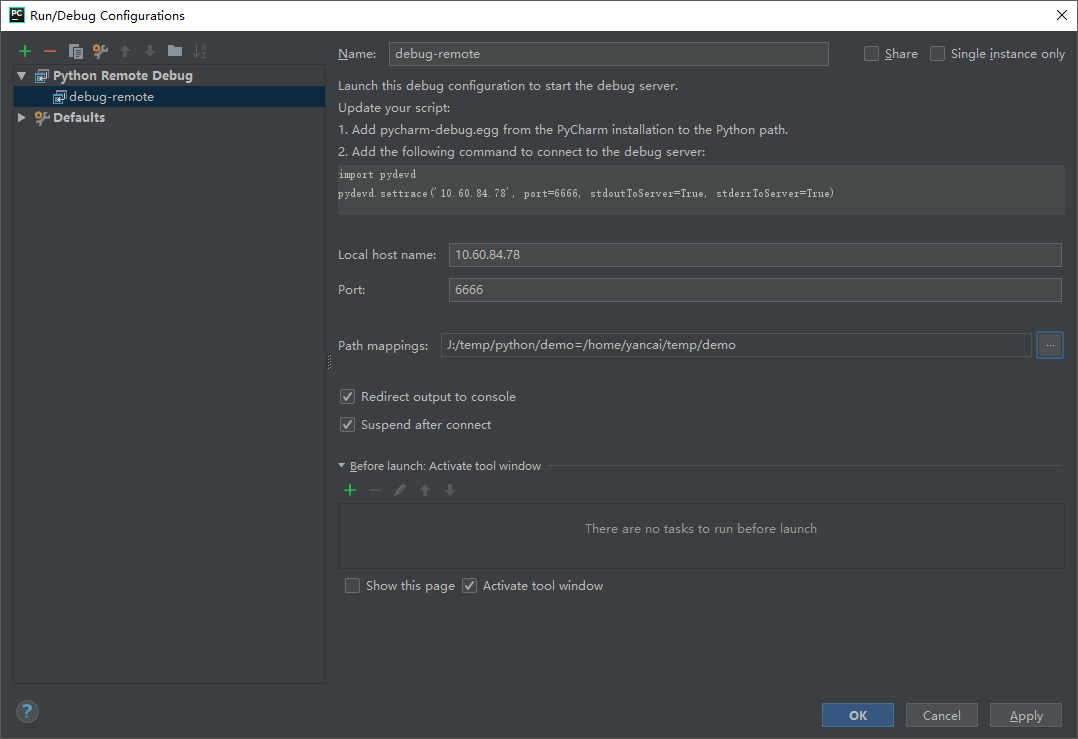 PC Run/Debug Configurations
Python Remote Debug
debug-remote
Defaults
Name: debug-remote Share Single instance only
Launch this debug configuration to start the debug server.
Update your script:
1. Add pycharm-debug.egg from the PyCharm installation to the Python path.
2. Add the following command to connect to the debug server:
import pydevd
pydevd.settrace('10.60.84.78', port=6666, stdoutToServer=True, stderrToServer=True)
Local host name: 10.60.84.78
Port: 6666
Path mappings: J:/temp/python/demo=/home/yancai/temp/demo ...
Redirect output to console
Suspend after connect
Before launch: Activate tool window
There are no tasks to run before launch
Show this page Activate tool window
? OK Cancel Apply